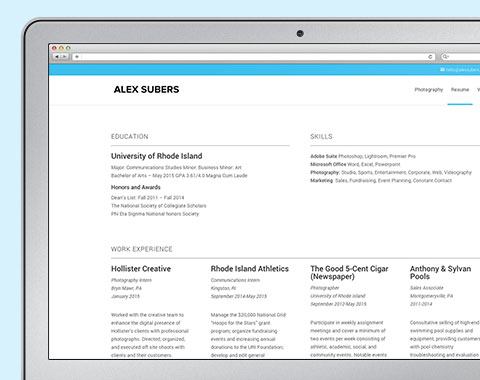 hello@alexsubers
ALEX SUBERS
Photography Resume
EDUCATION
University of Rhode Island
Major: Communications Studies Minor: Business Minor: Art
Bachelor of Arts – May 2015 GPA 3.61/4.0 Magna Cum Laude
Honors and Awards
Dean's List: Fall 2011 – Fall 2014
The National Society of Collegiate Scholars
Phi Eta Sigma National honors Society
SKILLS
Adobe Suite Photoshop, Lightroom, Premier Pro
Microsoft Office Word, Excel, Powerpoint
Photography: Studio, Sports, Entertainment, Corporate, Web, Videography
Marketing Sales, Fundraising, Event Planning, Constant Contact
WORK EXPERIENCE
Hollister Creative
Photography Intern
Bryn Mawr, PA
January 2015
Worked with the creative team to
enhance the digital presence of
Hollister's clients with professional
photographs. Directed, organized,
and executed off-site shoots with
clients and their customers.
Rhode Island Athletics
Communications Intern
Kingston, RI
September 2014-May 2015
Manage the $30,000 National Grid
"Hoops for the Stars" grant
program; organize fundraising
events and increasing annual
donations to the URI Foundation;
develop and edit general
The Good 5-Cent Cigar
(Newspaper)
Photographer
University of Rhode Island
September 2012-May 2015
Participate in weekly assignment
meetings and cover a minimum of
two events per week consisting of
athletic, academic, social, and
community events. Notable events
Anthony & Sylvan
Pools
Sales Associate
Montgomeryville, PA
2011-2014
Consultative selling of high-end
swimming pool supplies and
equipment, providing customers
with pool chemistry
troubleshooting and evaluation